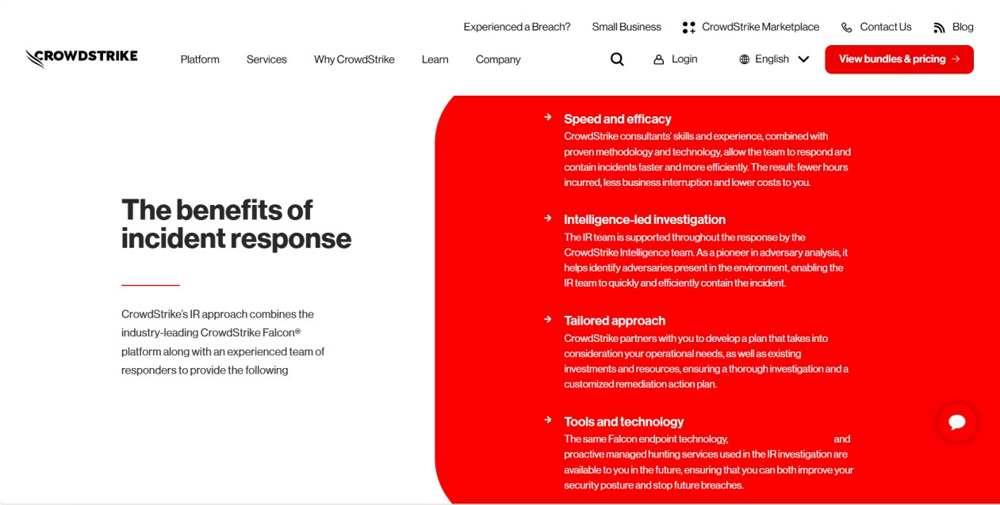 Experienced a Breach? Small Business CrowdStrike Marketplace Contact Us Blog
CROWDSTRIKE Platform Services Why CrowdStrike Learn Company Login English View bundles & pricing →
The benefits of
incident response
CrowdStrike's IR approach combines the
industry-leading CrowdStrike Falcon®
platform along with an experienced team of
responders to provide the following
→ Speed and efficacy
CrowdStrike consultants' skills and experience, combined with
proven methodology and technology, allow the team to respond and
contain incidents faster and more efficiently. The result: fewer hours
incurred, less business interruption and lower costs to you.
→ Intelligence-led investigation
The IR team is supported throughout the response by the
CrowdStrike Intelligence team. As a pioneer in adversary analysis, it
helps identify adversaries present in the environment, enabling the
IR team to quickly and efficiently contain the incident.
→ Tailored approach
CrowdStrike partners with you to develop a plan that takes into
consideration your operational needs, as well as existing
investments and resources, ensuring a thorough investigation and a
customized remediation action plan.
→ Tools and technology
The same Falcon endpoint technology, and
proactive managed hunting services used in the IR investigation are
available to you in the future, ensuring that you can both improve your
security posture and stop future breaches.